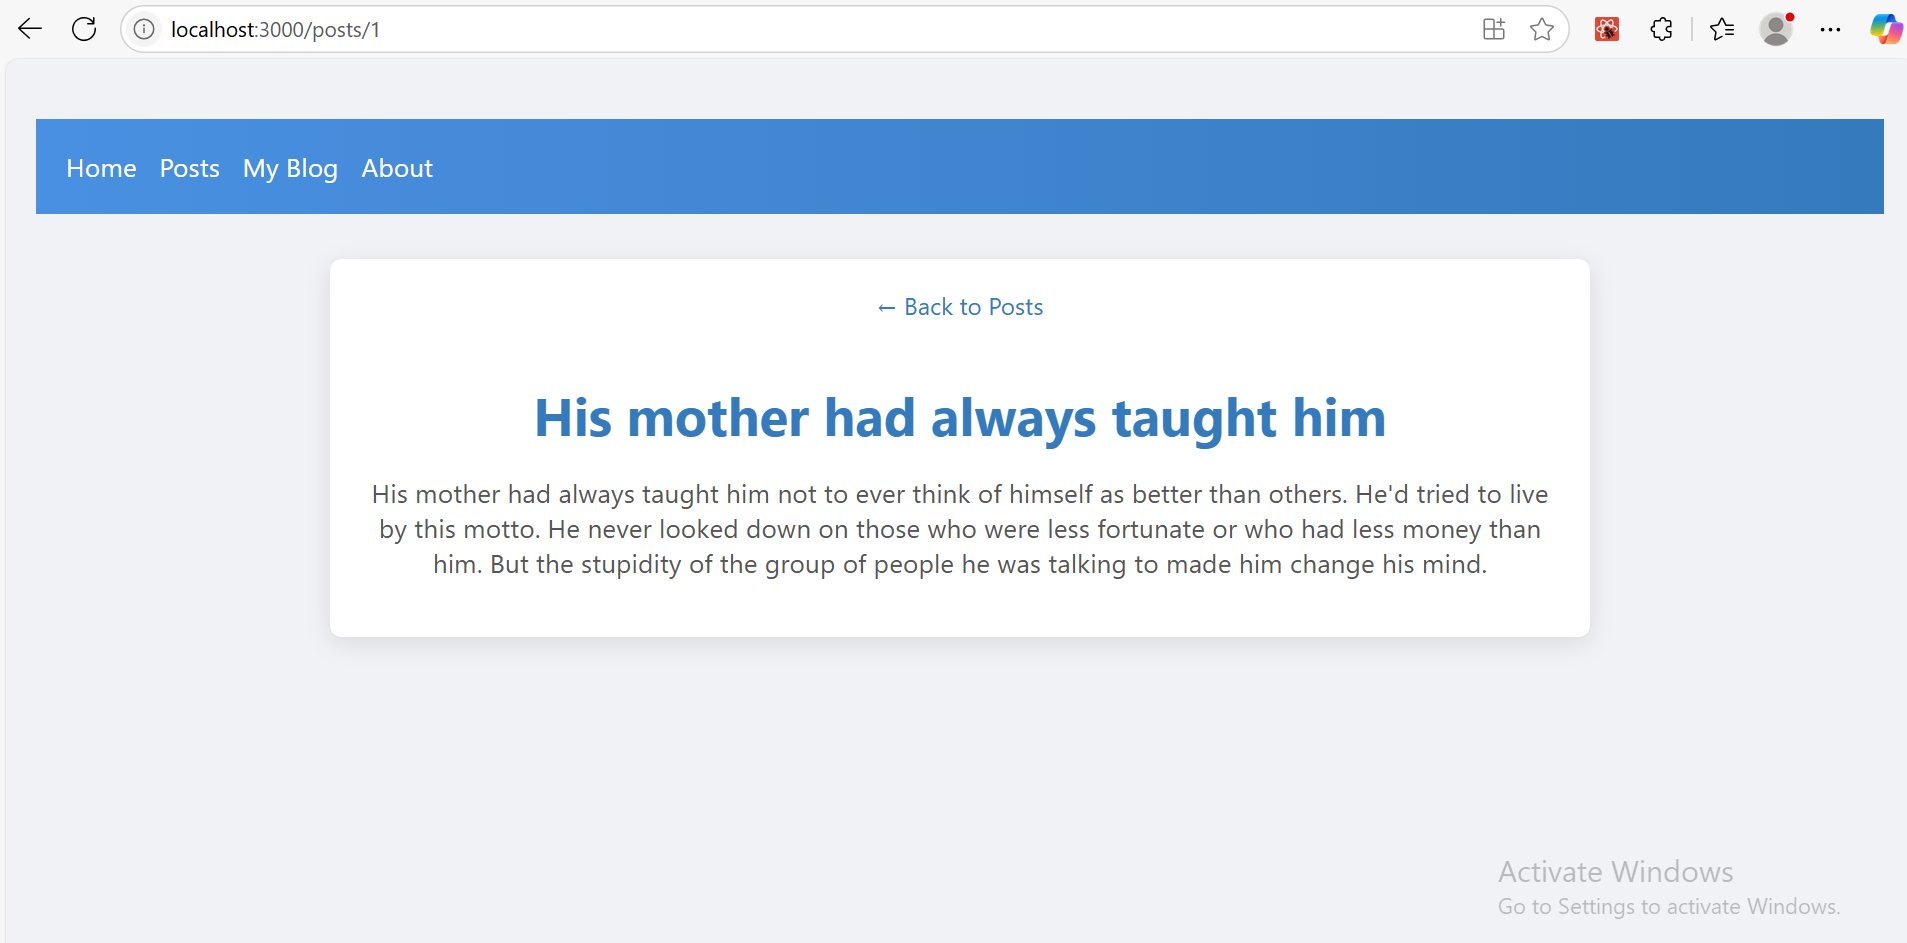 localhost:3000/posts/1
Home Posts My Blog About
← Back to Posts
His mother had always taught him
His mother had always taught him not to ever think of himself as better than others. He'd tried to live
by this motto. He never looked down on those who were less fortunate or who had less money than
him. But the stupidity of the group of people he was talking to made him change his mind.
Activate Windows
Go to Settings to activate Windows.